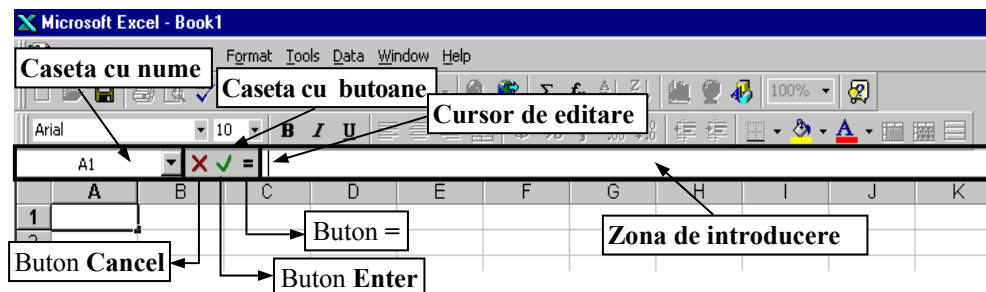 Microsoft Excel - Book1
Format Tools Data Window Help
Caseta cu nume
Caseta cu butoane
100%
Cursor de editare
Arial 10 B I U
A1 =
A B C D E F G H I J K
1
Buton =
Zona de introducere
Buton Cancel
Buton Enter